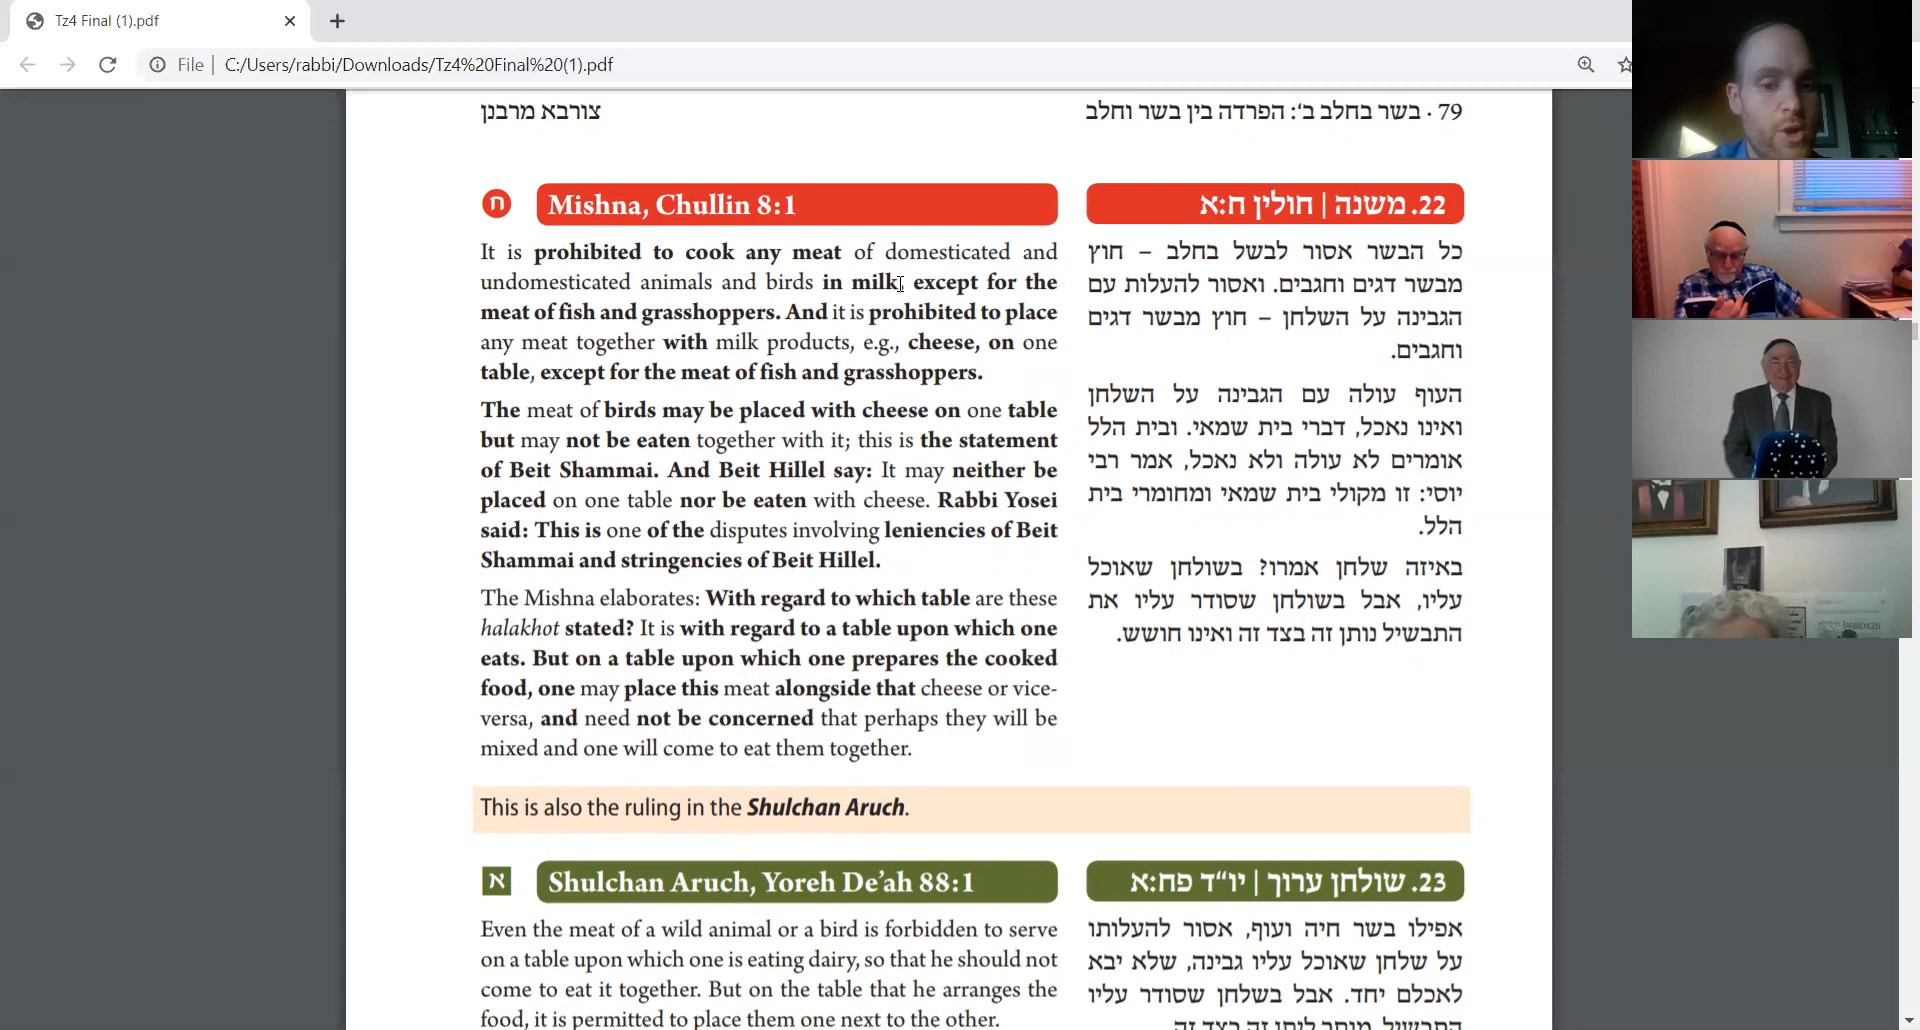 Tz4 Final (1).pdf
File | C:/Users/rabbi/Downloads/Tz4%20Final%20(1).pdf
צורבא מרבנן
79 · בשר בחלב ב': הפרדה בין בשר וחלב
ח
Mishna, Chullin 8:1
It is prohibited to cook any meat of domesticated and
undomesticated animals and birds in milk, except for the
meat of fish and grasshoppers. And it is prohibited to place
any meat together with milk products, e.g., cheese, on one
table, except for the meat of fish and grasshoppers.
The meat of birds may be placed with cheese on one table
but may not be eaten together with it; this is the statement
of Beit Shammai. And Beit Hillel say: It may neither be
placed on one table nor be eaten with cheese. Rabbi Yosei
said: This is one of the disputes involving leniencies of Beit
Shammai and stringencies of Beit Hillel.
The Mishna elaborates: With regard to which table are these
halakhot stated? It is with regard to a table upon which one
eats. But on a table upon which one prepares the cooked
food, one may place this meat alongside that cheese or vice-
versa, and need not be concerned that perhaps they will be
mixed and one will come to eat them together.
22. משנה | חולין ח:א
כל הבשר אסור לבשל בחלב – חוץ
מבשר דגים וחגבים. ואסור להעלות עם
הגבינה על השלחן – חוץ מבשר דגים
וחגבים.
העוף עולה עם הגבינה על השלחן
ואינו נאכל, דברי בית שמאי. ובית הלל
אומרים לא עולה ולא נאכל, אמר רבי
יוסי: זו מקולי בית שמאי ומחומרי בית
הלל.
באיזה שלחן אמרו? בשולחן שאוכל
עליו, אבל בשולחן שסודר עליו את
התבשיל נותן זה בצד זה ואינו חושש.
This is also the ruling in the Shulchan Aruch.
א
Shulchan Aruch, Yoreh De'ah 88:1
Even the meat of a wild animal or a bird is forbidden to serve
on a table upon which one is eating dairy, so that he should not
come to eat it together. But on the table that he arranges the
food, it is permitted to place them one next to the other.
23. שולחן ערוך | יו"ד פח:א
אפילו בשר חיה ועוף, אסור להעלותו
על שלחן שאוכל עליו גבינה, שלא יבא
לאכלם יחד. אבל בשלחן שסודר עליו
התבשיל, מותר ליתן זה בצד זה